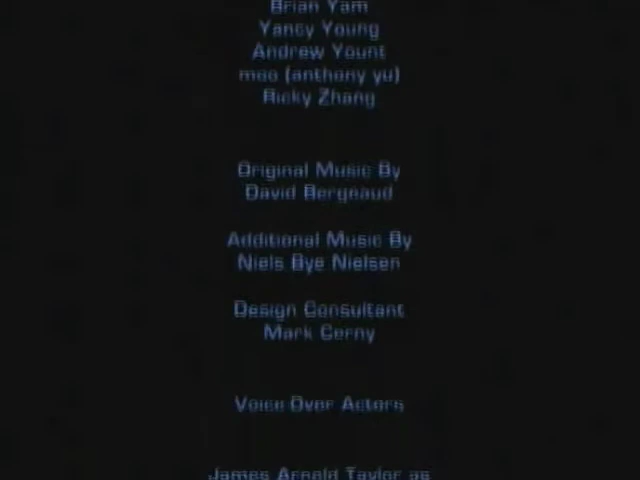 Brian Yam
Yancy Young
Andrew Yount
moo (anthony yu)
Ricky Zhang
Original Music By
David Bergeaud
Additional Music By
Niels Bye Nielsen
Design Consultant
Mark Cerny
Voice Over Actors
James Arnold Taylor as